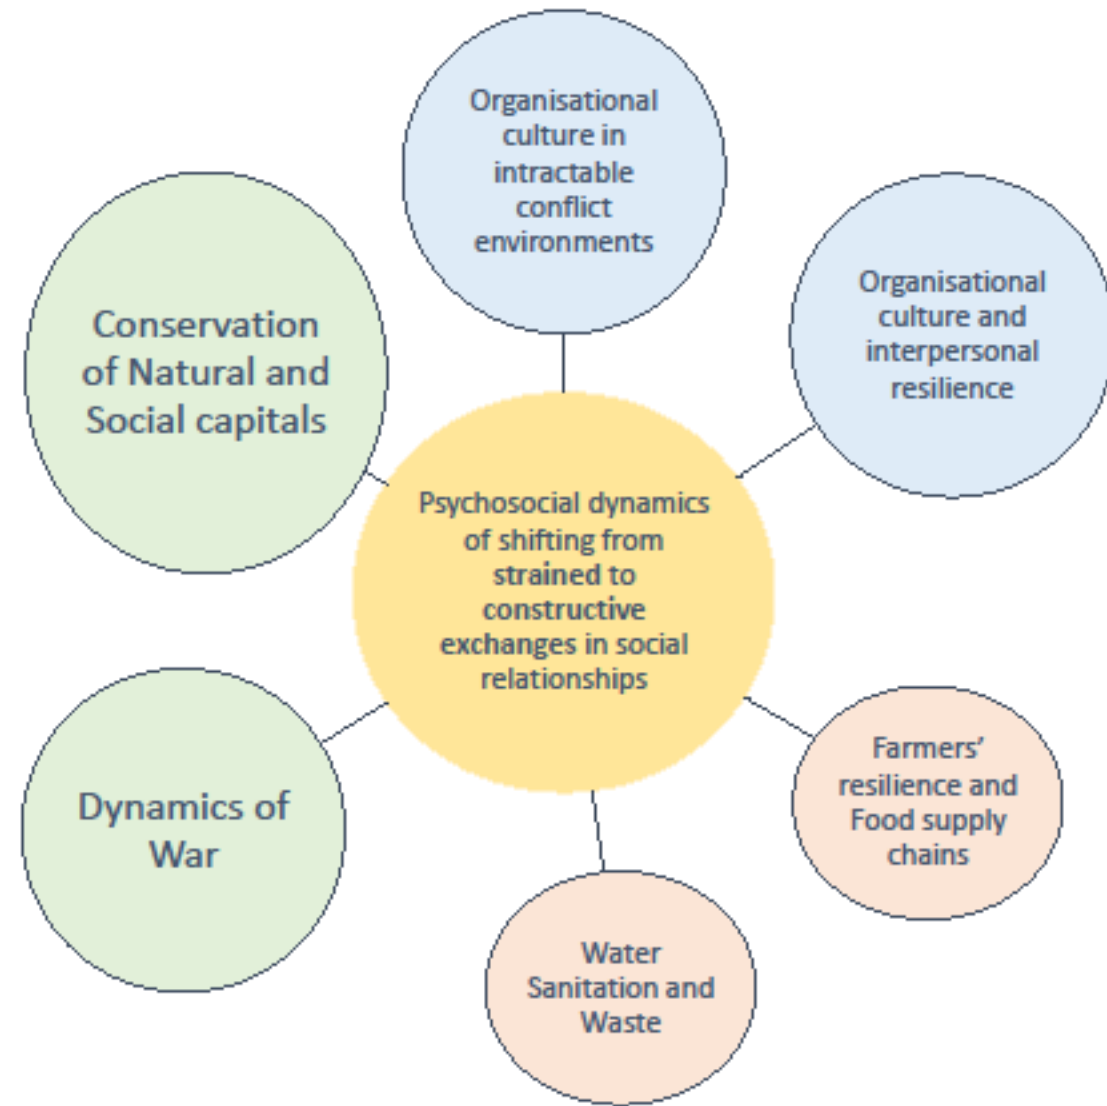 Organisational
culture in
intractable
conflict
environments
Organisational
culture and
interpersonal
resilience
Conservation
of Natural and
Social capitals
Psychosocial dynamics
of shifting from
strained to
constructive
exchanges in social
relationships
Farmers’
resilience and
Food supply
chains
Dynamics of
War
Water
Sanitation and
Waste